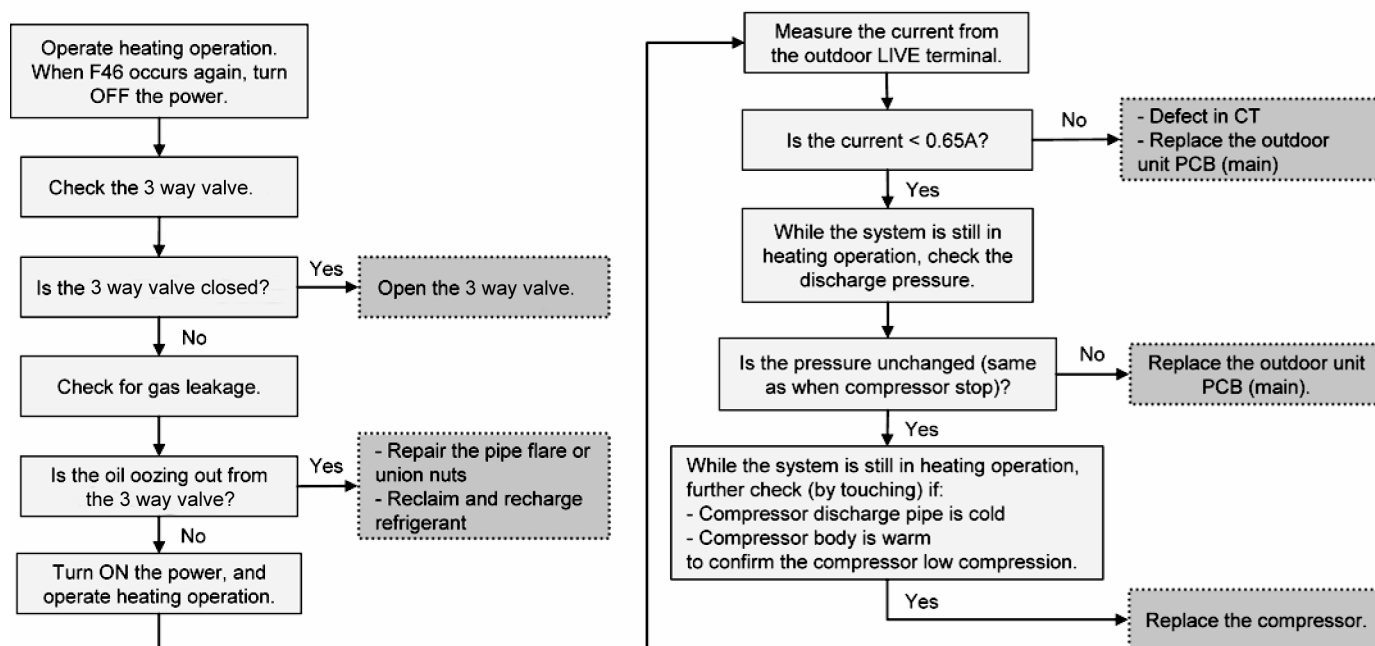 Operate heating operation.
When F46 occurs again, turn
OFF the power.
Check the 3 way valve.
Is the 3 way valve closed?
Yes
Open the 3 way valve.
No
Check for gas leakage.
Is the oil oozing out from
the 3 way valve?
Yes
- Repair the pipe flare or
union nuts
- Reclaim and recharge
refrigerant
No
Turn ON the power, and
operate heating operation.
Measure the current from
the outdoor LIVE terminal.
Is the current < 0.65A?
No
- Defect in CT
- Replace the outdoor
unit PCB (main)
Yes
While the system is still in
heating operation, check the
discharge pressure.
Is the pressure unchanged (same
as when compressor stop)?
No
Replace the outdoor unit
PCB (main).
Yes
While the system is still in heating operation,
further check (by touching) if:
- Compressor discharge pipe is cold
- Compressor body is warm
to confirm the compressor low compression.
Yes
Replace the compressor.